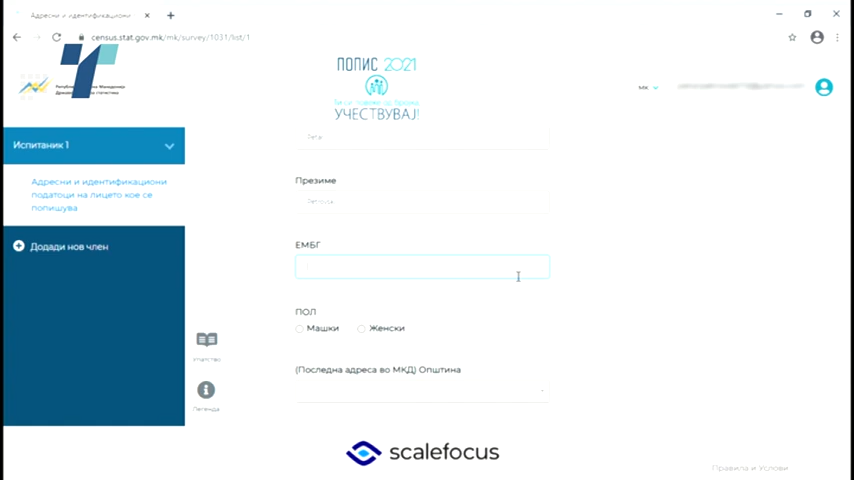 Адресни и идентификациони
census.stat.gov.mk/mk/survey/1031/list/1
ПОПИС 2021
УЧЕСТВУВАЈ!
МК
Испитаник 1
Адресни и идентификациони
податоци на лицето кое се
попишува
Додади нов член
Petar
Презиме
ЕМБГ
ПОЛ
Машки
Женски
(Последна адреса во МКД) Општина
Легенда
scalefocus
Правила и Услови